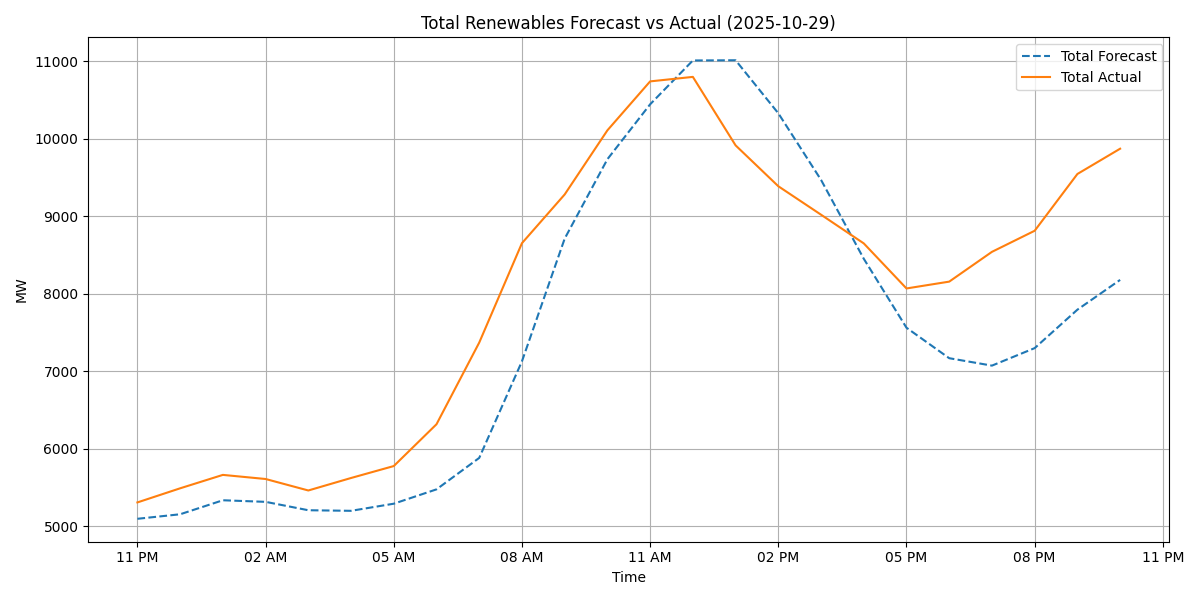 Total Renewables Forecast vs Actual (2025-10-29)
Total Forecast
Total Actual
11000
10000
9000
8000
7000
6000
5000
MW
11 PM 02 AM 05 AM 08 AM 11 AM 02 PM 05 PM 08 PM 11 PM
Time